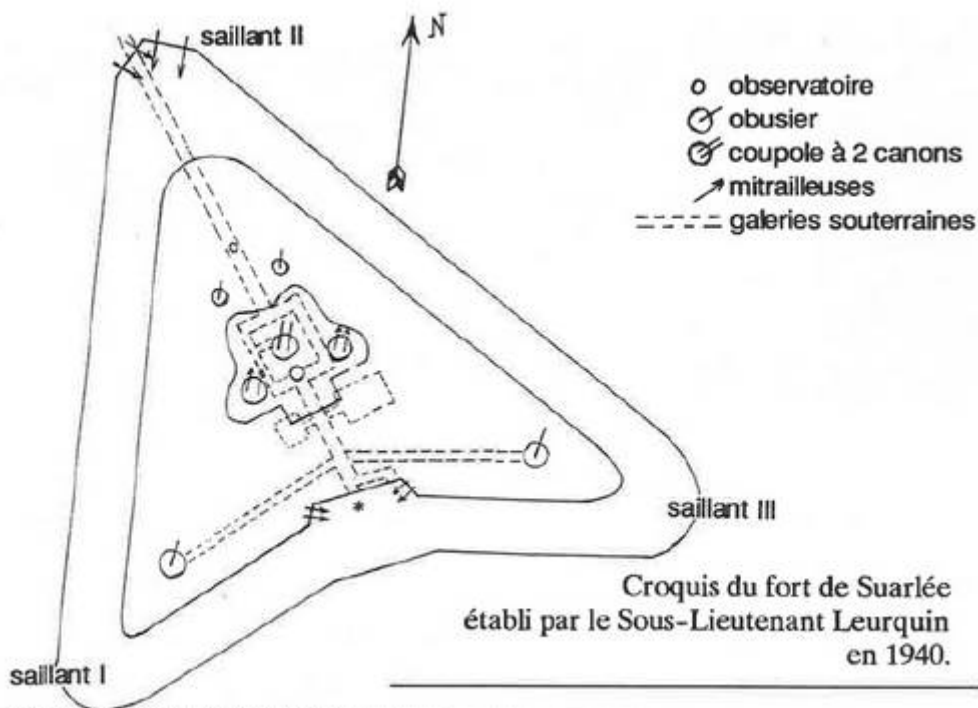 saillant II
N
observatoire
obusier
coupole à 2 canons
mitrailleuses
galeries souterraines
saillant III
Croquis du fort de Suarlée
établi par le Sous-Lieutenant Leurquin
en 1940.
saillant I